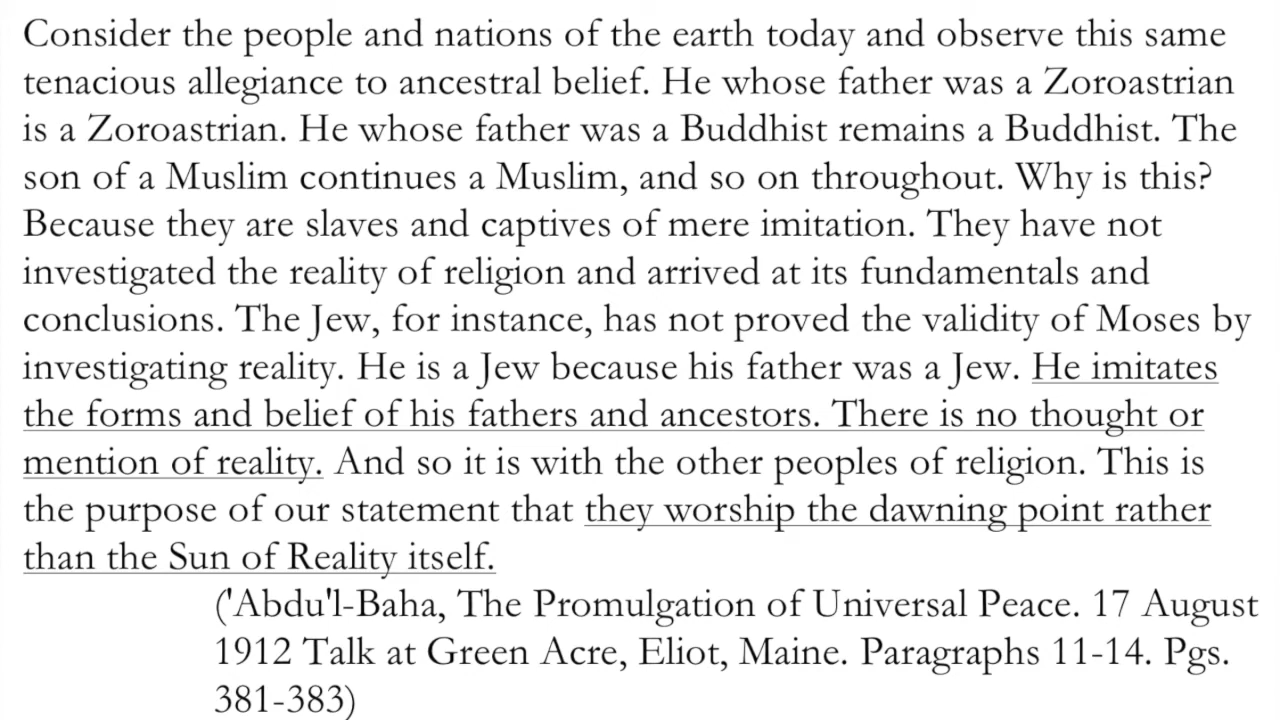 Consider the people and nations of the earth today and observe this same
tenacious allegiance to ancestral belief. He whose father was a Zoroastrian
is a Zoroastrian. He whose father was a Buddhist remains a Buddhist. The
son of a Muslim continues a Muslim, and so on throughout. Why is this?
Because they are slaves and captives of mere imitation. They have not
investigated the reality of religion and arrived at its fundamentals and
conclusions. The Jew, for instance, has not proved the validity of Moses by
investigating reality. He is a Jew because his father was a Jew. He imitates
the forms and belief of his fathers and ancestors. There is no thought or
mention of reality. And so it is with the other peoples of religion. This is
the purpose of our statement that they worship the dawning point rather
than the Sun of Reality itself.
('Abdu'l-Baha, The Promulgation of Universal Peace. 17 August
1912 Talk at Green Acre, Eliot, Maine. Paragraphs 11-14. Pgs.
381-383)